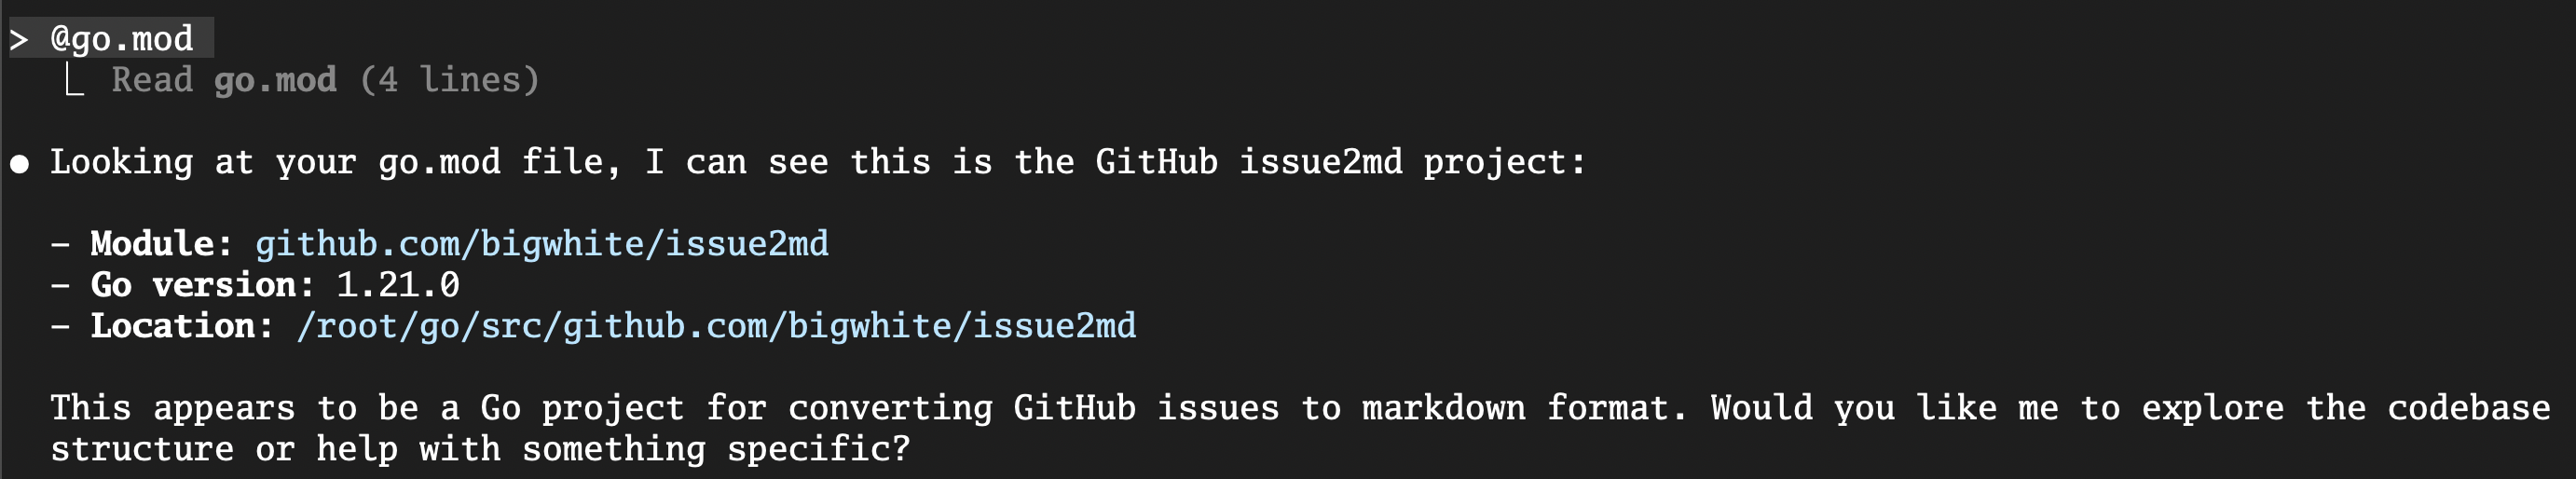 > @go.mod
⎿ Read go.mod (4 lines)
● Looking at your go.mod file, I can see this is the GitHub issue2md project:
- Module: github.com/bigwhite/issue2md
- Go version: 1.21.0
- Location: /root/go/src/github.com/bigwhite/issue2md
This appears to be a Go project for converting GitHub issues to markdown format. Would you like me to explore the codebase
structure or help with something specific?